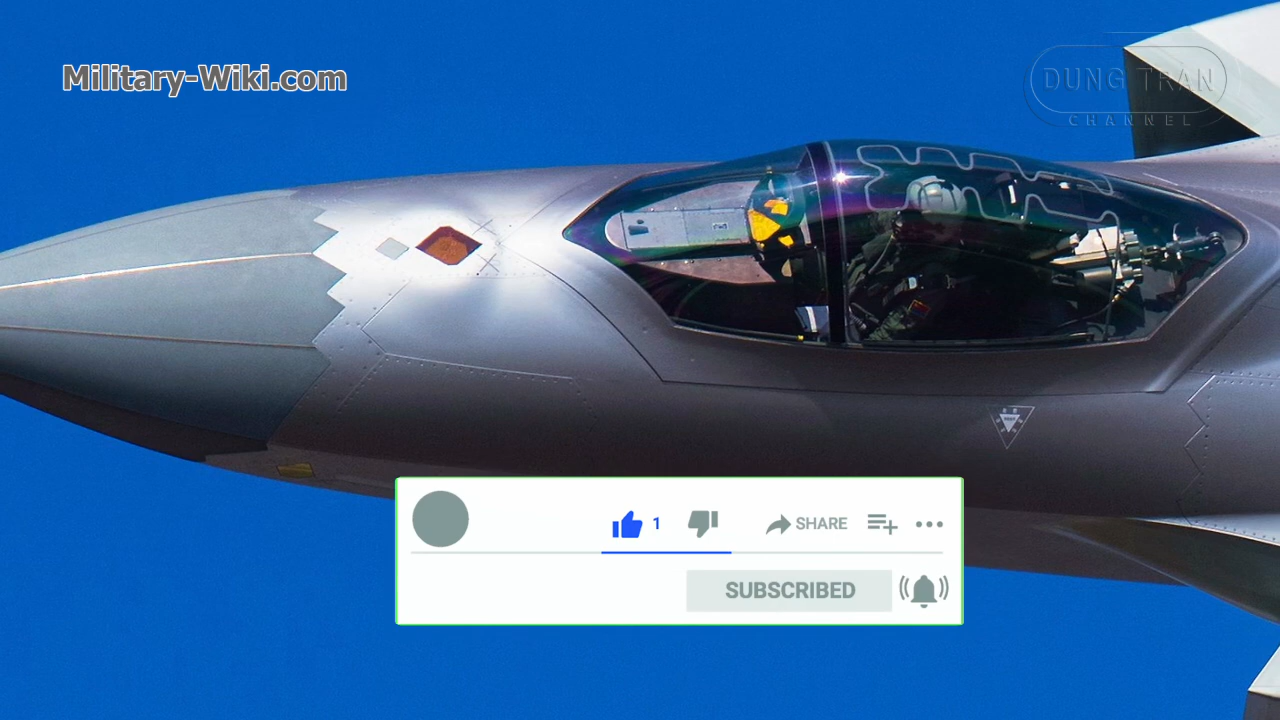 Military-Wiki.com
DUNG TRAN
CHANNEL
1
SHARE
SUBSCRIBED